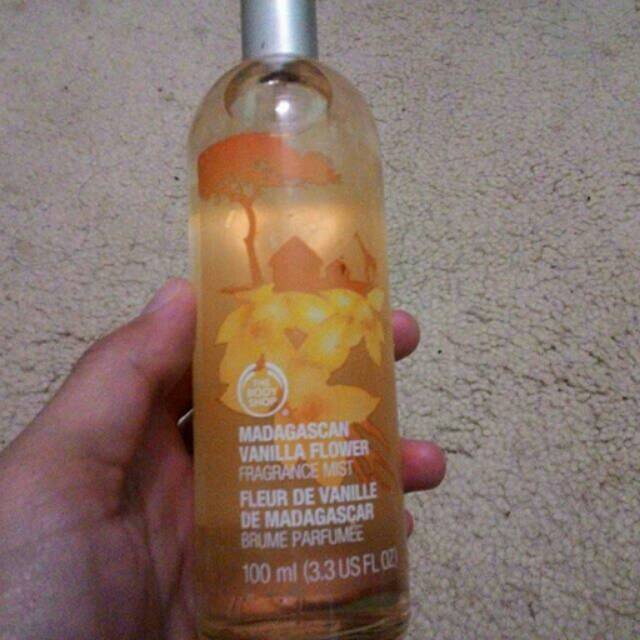 THE
BODY
SHOP
MADAGASCAN
VANILLA FLOWER
FRAGRANCE MIST
FLEUR DE VANILLE
DE MADAGASCAR
BRUME PARFUMÉE
100 ml (3.3 US FL OZ)